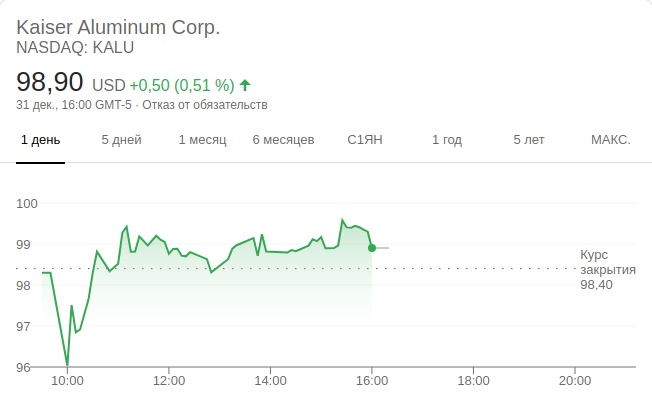 Kaiser Aluminum Corp.
NASDAQ: KALU
98,90 USD +0,50 (0,51 %)
31 дек., 16:00 GMT-5 · Отказ от обязательств
1 день 5 дней 1 месяц 6 месяцев С1ЯН 1 год 5 лет МАКС.
100
99
Курс
закрытия
98,40
98
97
96
10:00 12:00 14:00 16:00 18:00 20:00